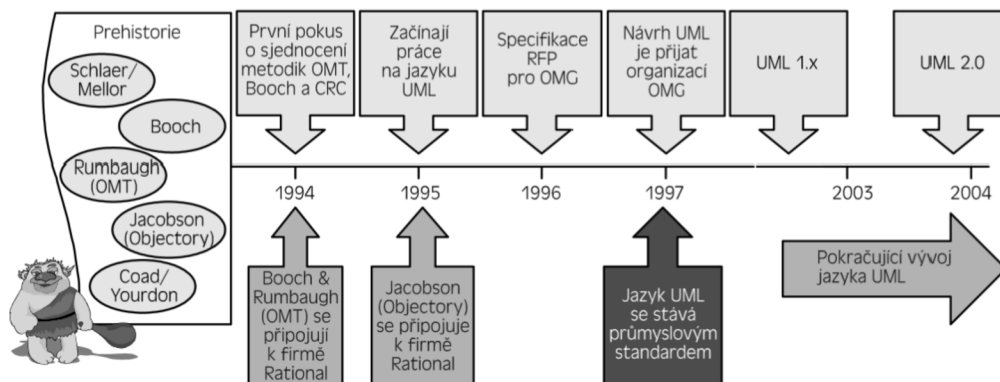 Prehistorie
Schlaer/
Mellor
Booch
Rumbaugh
(OMT)
Jacobson
(Objectory)
Coad/
Yourdon
První pokus
o sjednocení
metodik OMT,
Booch a CRC
Začínají
práce
na jazyku
UML
Specifikace
RFP
pro OMG
Návrh UML
je přijat
organizací
OMG
UML 1.x
UML 2.0
1994
1995
1996
1997
2003
2004
Booch &
Rumbaugh
(OMT) se
připojují
k firmě
Rational
Jacobson
(Objectory)
se připojuje
k firmě
Rational
Jazyk UML
se stává
průmyslovým
standardem
Pokračující vývoj
jazyka UML